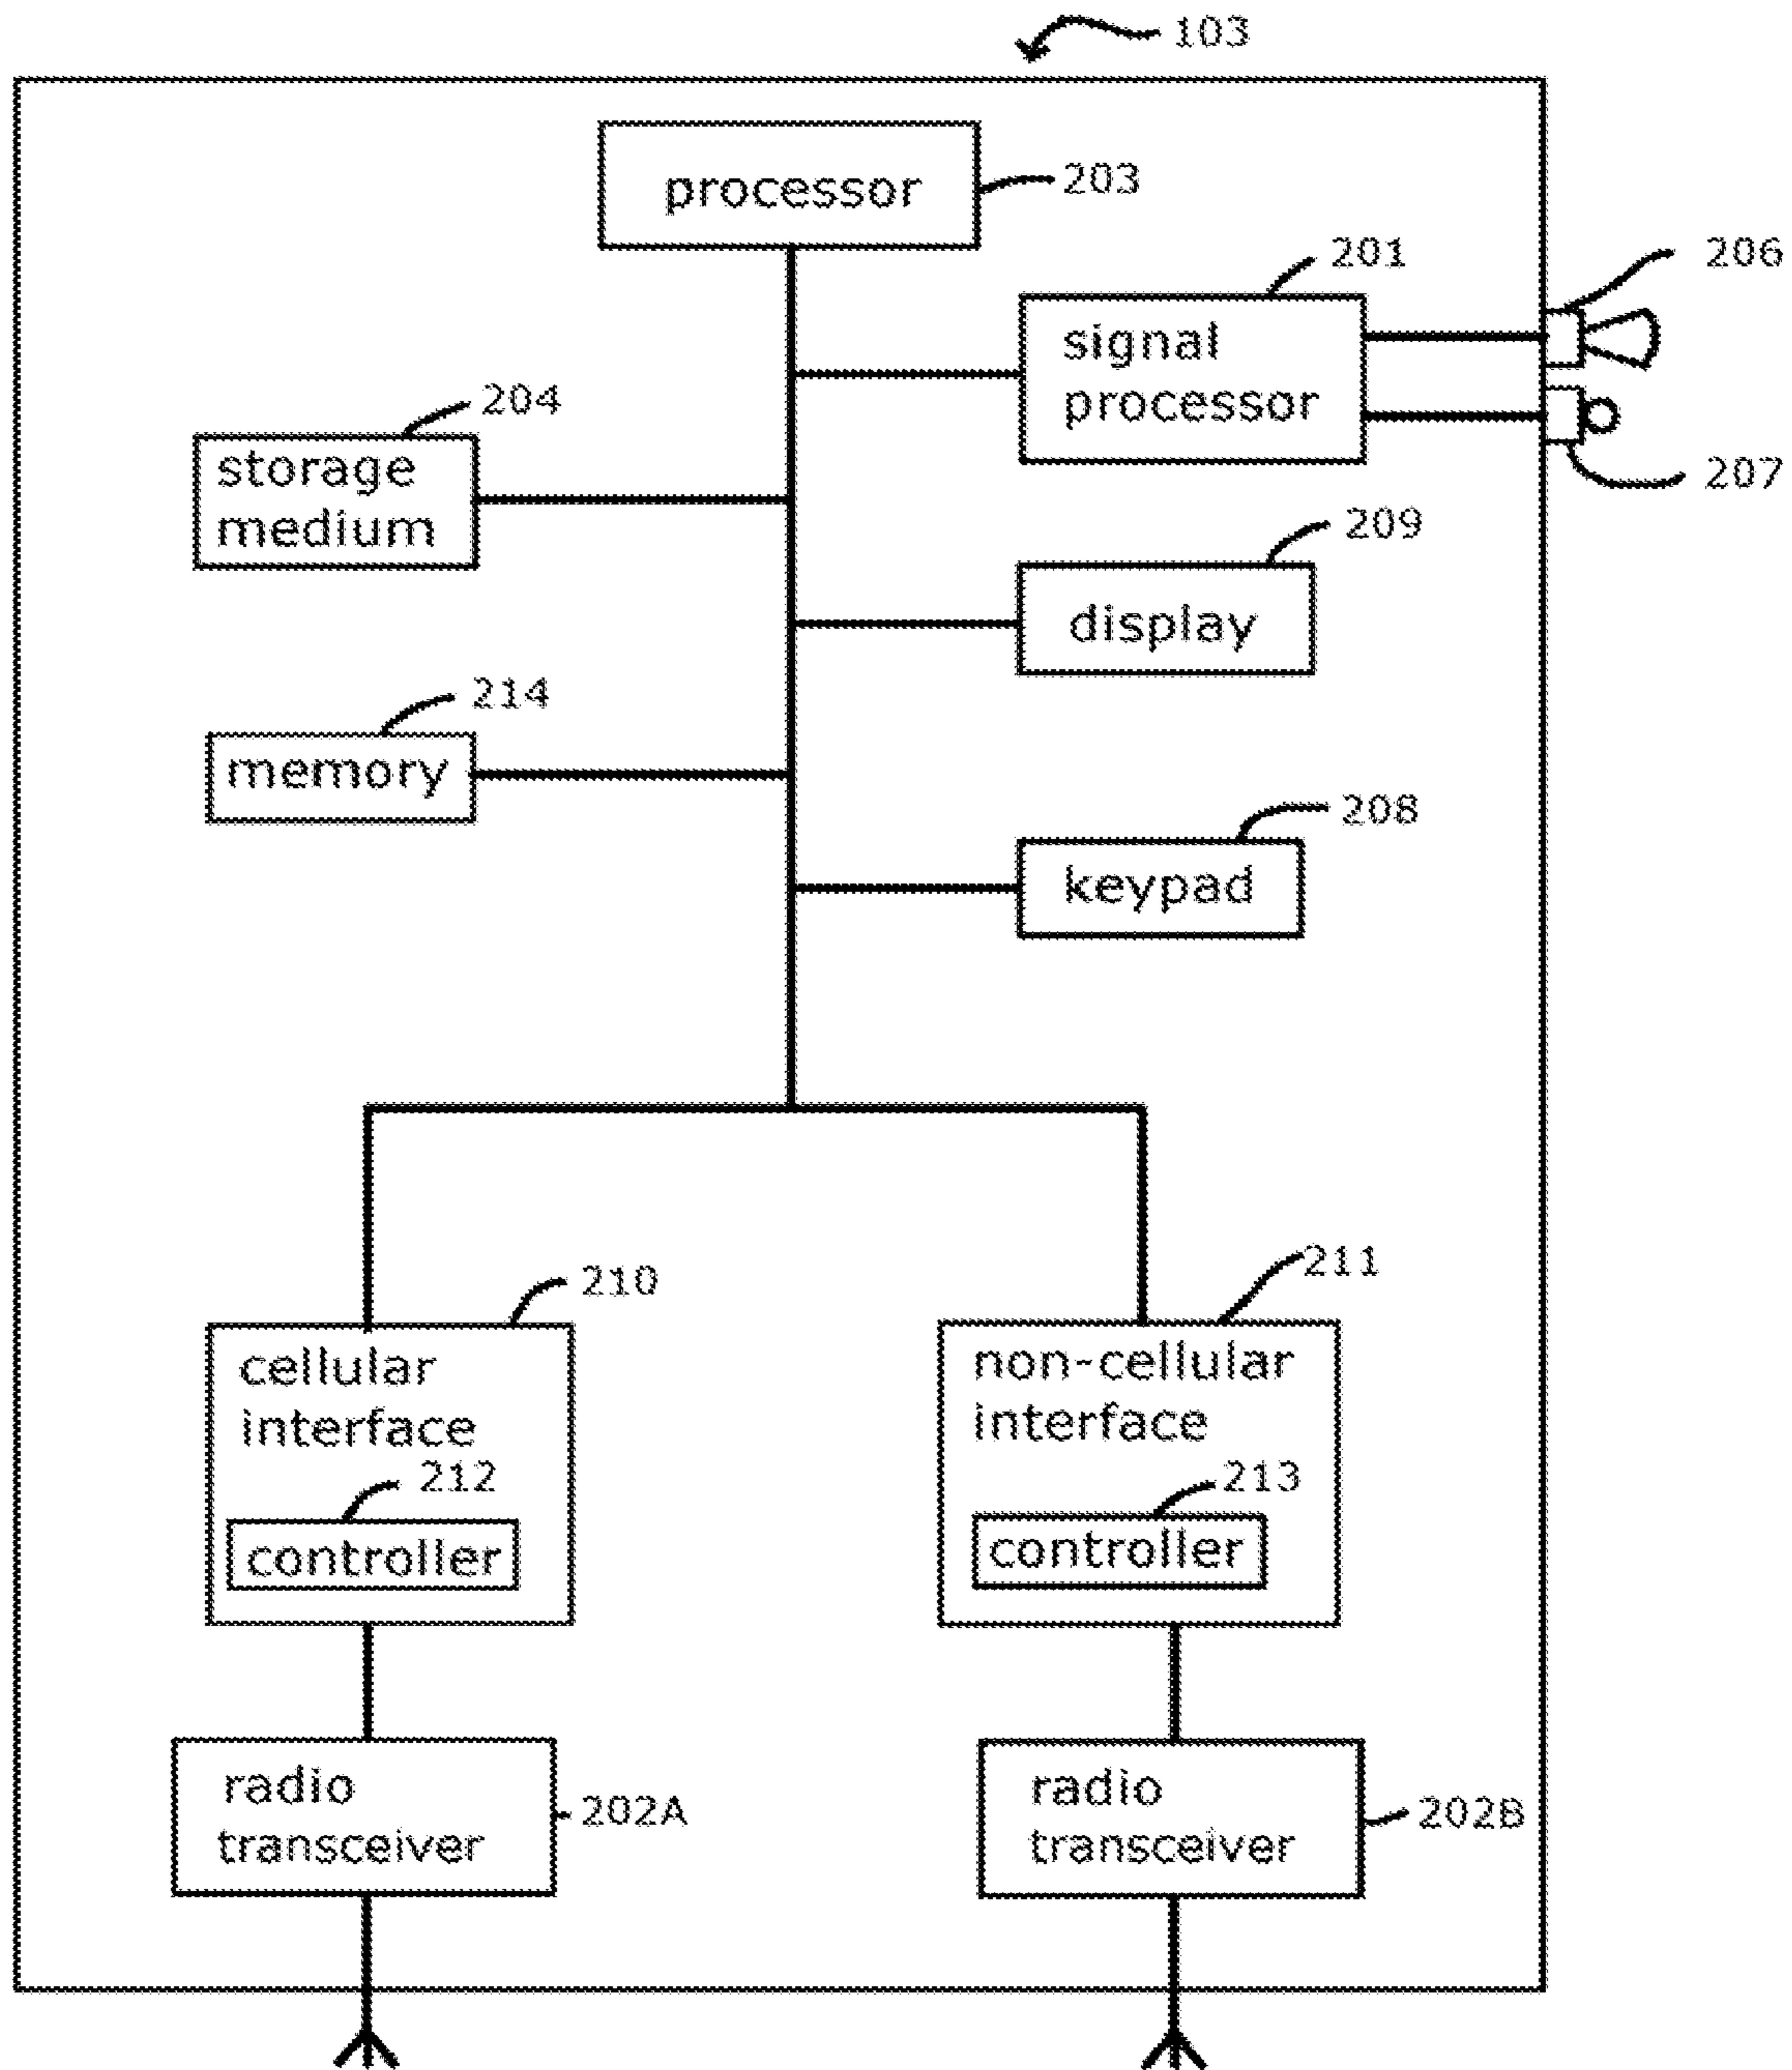 103
processor
203
201
206
signal
processor
204
storage
medium
207
209
display
214
memory
208
keypad
210
211
cellular
interface
non-cellular
interface
212
controller
213
controller
radio
transceiver
202A
radio
transceiver
202B